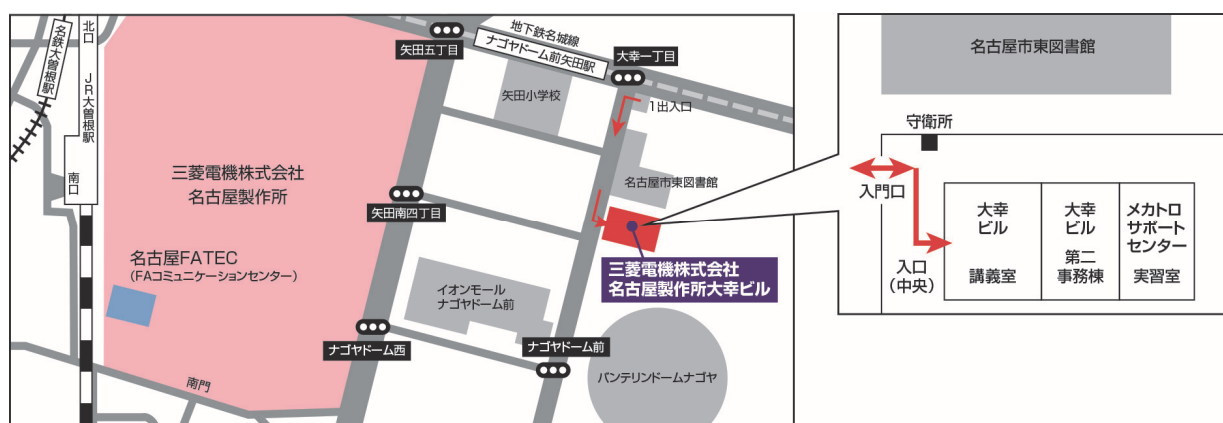 北口
名鉄大曽根駅
JR大曽根駅
南口
三菱電機株式会社
名古屋製作所
名古屋FATEC
(FAコミュニケーションセンター)
南門
矢田五丁目
地下鉄名城線
ナゴヤドーム前矢田駅
大幸一丁目
矢田小学校
1出入口
名古屋市東図書館
矢田南四丁目
三菱電機株式会社
名古屋製作所大幸ビル
イオンモール
ナゴヤドーム前
ナゴヤドーム西
ナゴヤドーム前
バンテリンドームナゴヤ
名古屋市東図書館
守衛所
入門口
入口
(中央)
大幸
ビル
講義室
大幸
ビル
第二
事務棟
メカトロ
サポート
センター
実習室